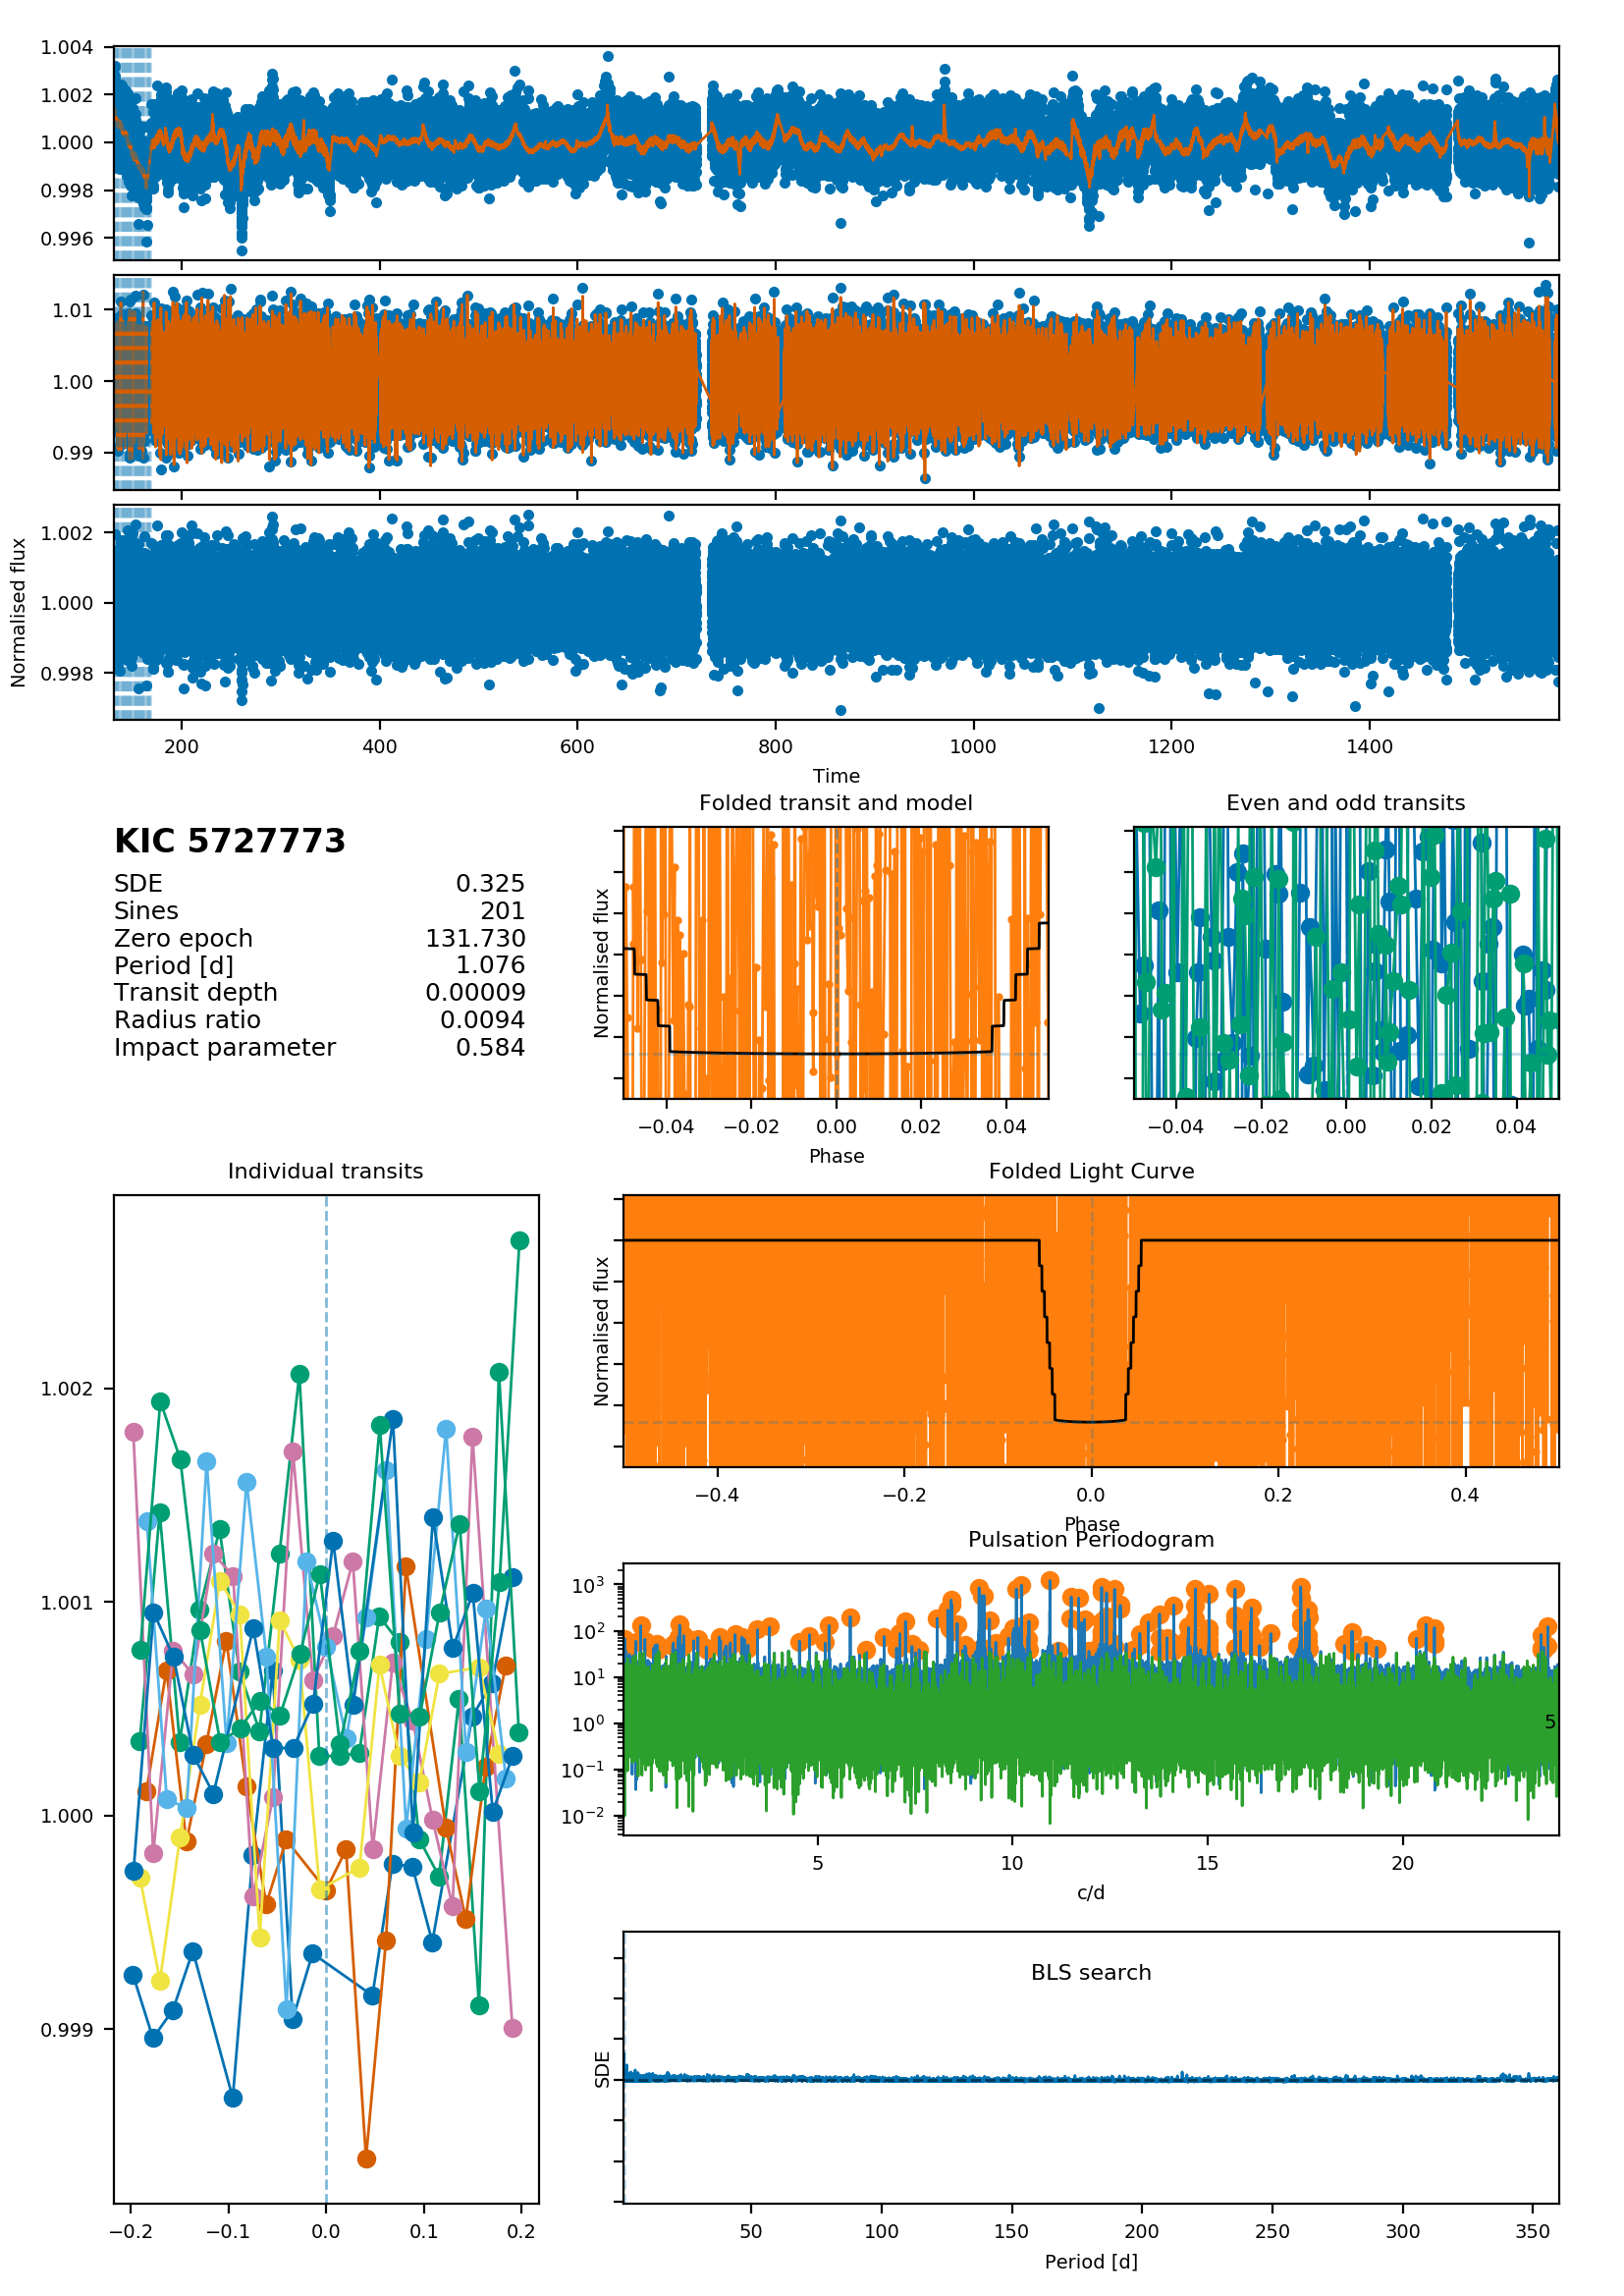 1.004
1.002
1.000
0.998
0.996
1.01
1.00
0.99
1.002
1.000
0.998
Normalised flux
200 400 600 800 1000 1200 1400
Time
KIC 5727773
SDE 0.325
Sines 201
Zero epoch 131.730
Period [d] 1.076
Transit depth 0.00009
Radius ratio 0.0094
Impact parameter 0.584
Folded transit and model
Normalised flux
−0.04 −0.02 0.00 0.02 0.04
Phase
Even and odd transits
−0.04 −0.02 0.00 0.02 0.04
Individual transits
1.002
1.001
1.000
0.999
−0.2 −0.1 0.0 0.1 0.2
Folded Light Curve
Normalised flux
−0.4 −0.2 0.0 0.2 0.4
Phase
Pulsation Periodogram
10³
10²
10¹
10⁰
10⁻¹
10⁻²
5
5 10 15 20
c/d
BLS search
SDE
50 100 150 200 250 300 350
Period [d]